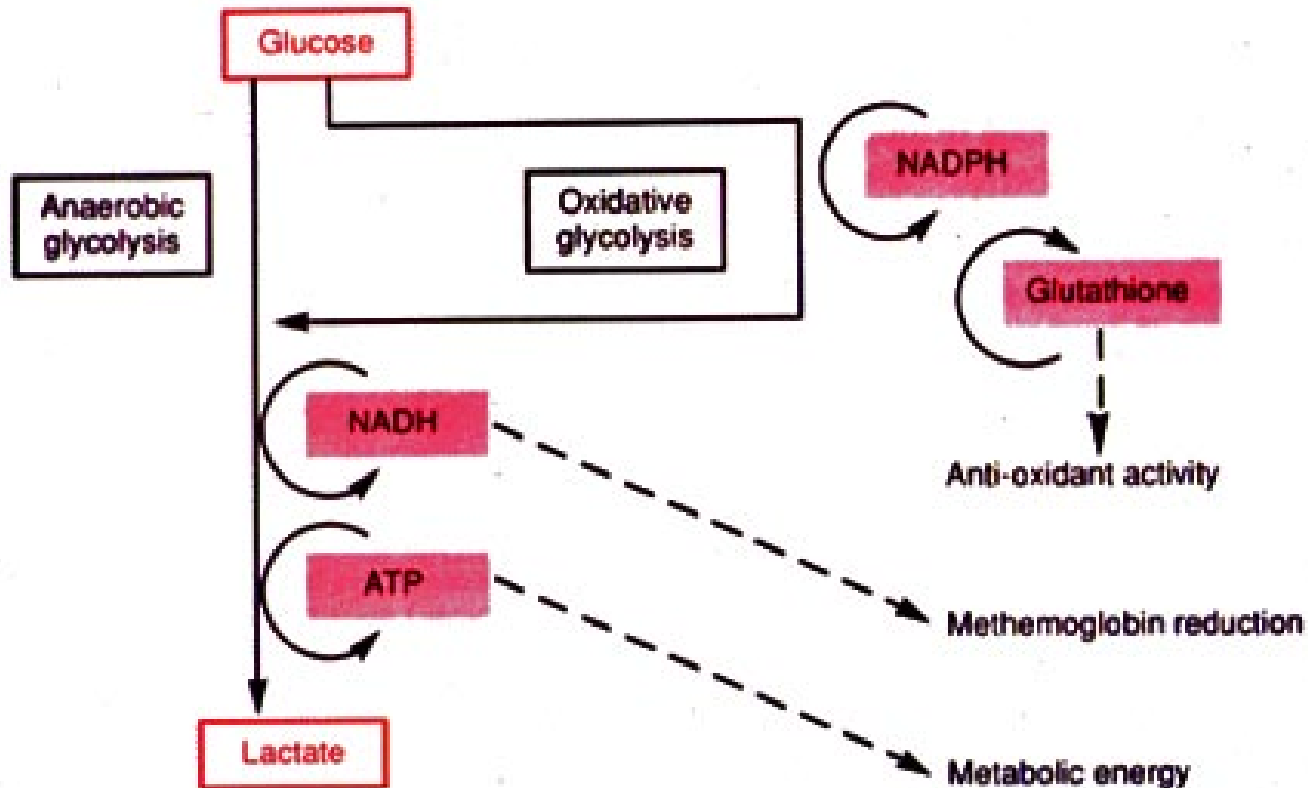 Glucose
NADPH
Anaerobic
glycolysis
Oxidative
glycolysis
Glutathione
NADH
Anti-oxidant activity
ATP
Methemoglobin reduction
Lactate
Metabolic energy